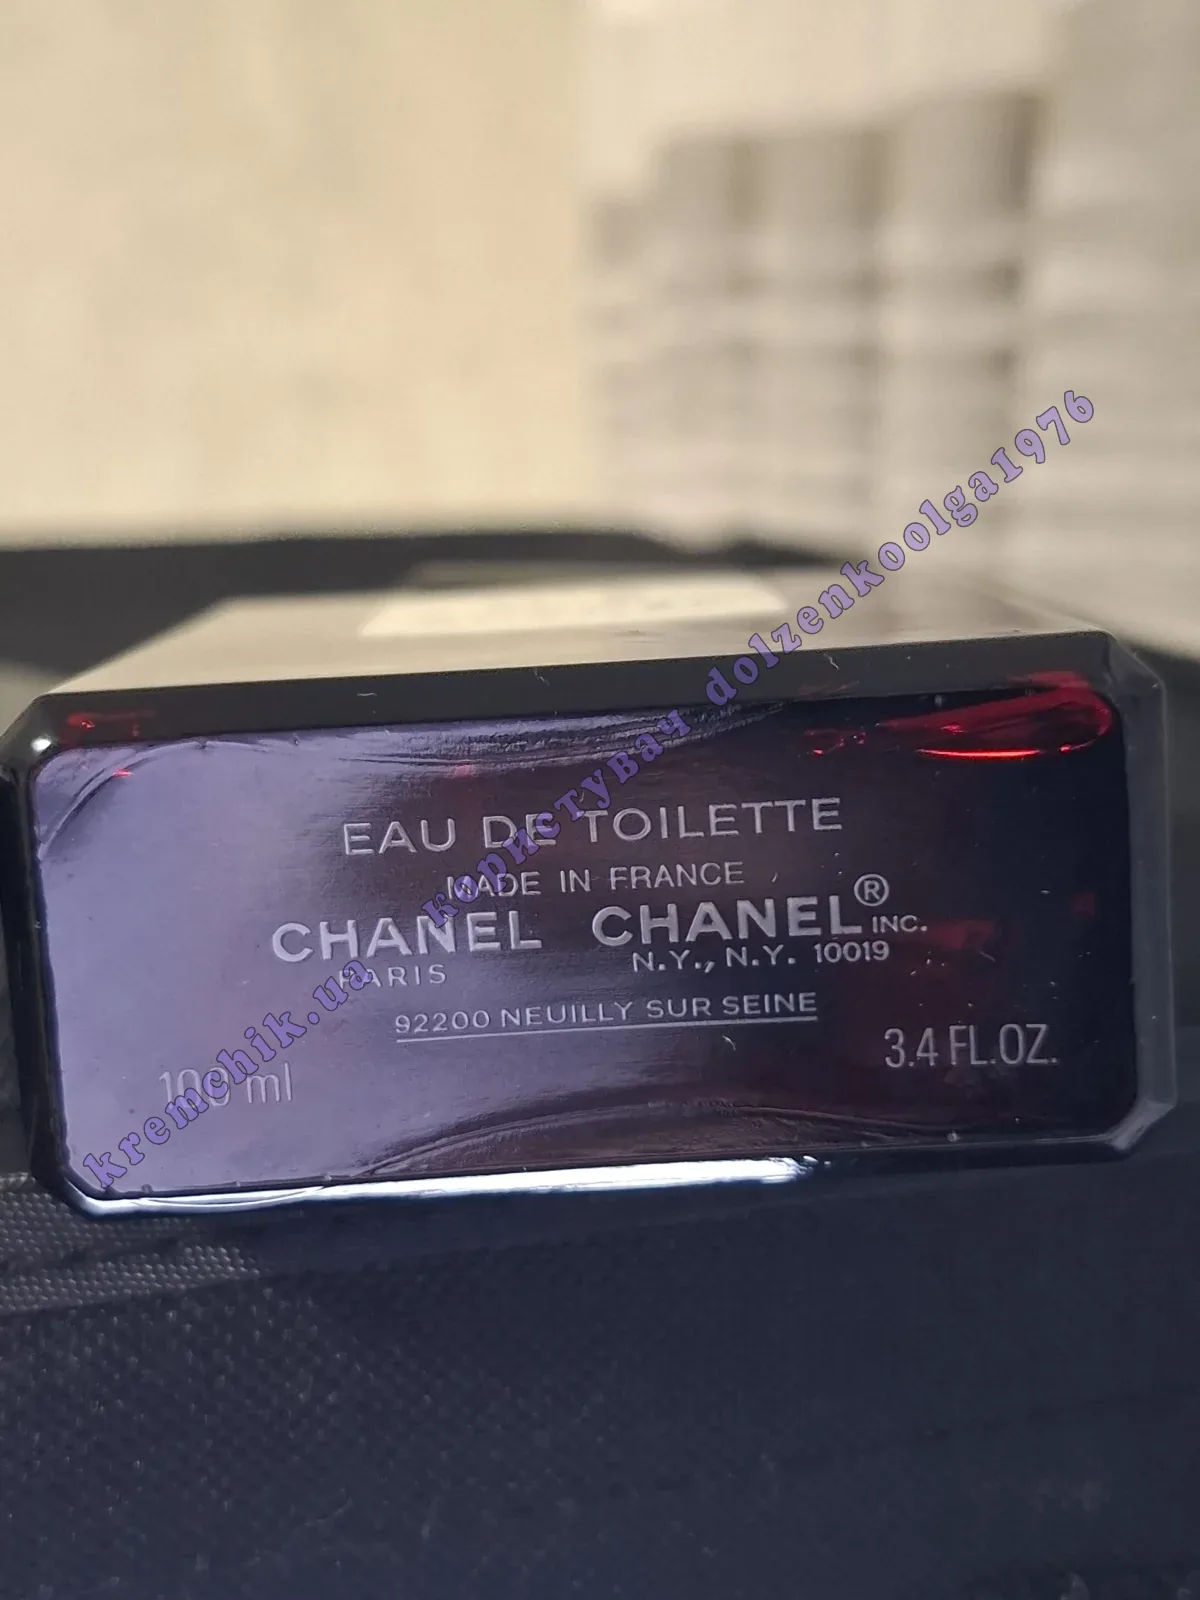 EAU DE TOILETTE
MADE IN FRANCE
CHANEL CHANEL® INC.
PARIS N.Y., N.Y. 10019
92200 NEUILLY SUR SEINE
100 ml 3.4 FL.OZ.
kremchik.ua користувач dolzenkoolga1976